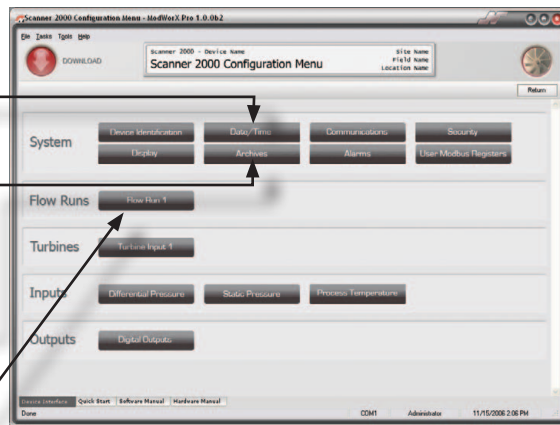 Scanner 2000 Configuration Menu - ModWorX Pro 1.0.0b2
File Tasks Tools Help
DOWNLOAD
Scanner 2000 - Device Name
Scanner 2000 Configuration Menu
Site Name
Field Name
Location Name
Return
System
Device Identification Date/Time Communications Security
Display Archives Alarms User Modbus Registers
Flow Runs Flow Run 1
Turbines Turbine Input 1
Inputs Differential Pressure Static Pressure Process Temperature
Outputs Digital Outputs
Device Interface Quick Start Software Manual Hardware Manual
Done COM1 Administrator 11/15/2006 2:06 PM